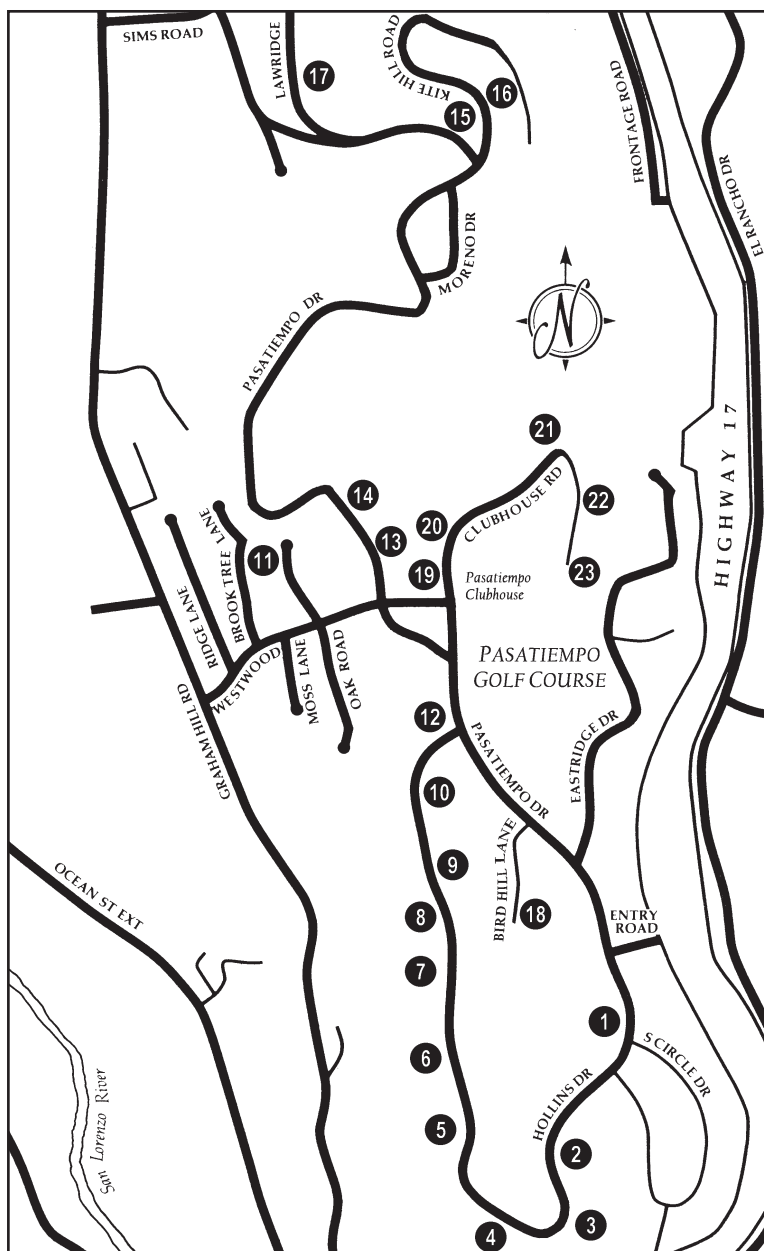 SIMS ROAD
LAWRIDGE
17
KITE HILL ROAD
16
15
FRONTAGE ROAD
EL RANCHO DR
MORENO DR
N
PASATIEMPO DR
HIGHWAY 17
21
14
20
CLUBHOUSE RD
22
13
11
19
23
Pasatiempo
Clubhouse
RIDGE LANE
BROOK TREE LANE
WESTWOOD
MOSS LANE
OAK ROAD
PASATIEMPO
GOLF COURSE
GRAHAM HILL RD
12
PASATIEMPO DR
EASTRIDGE DR
10
BIRD HILL LANE
9
OCEAN ST EXT
8
18
ENTRY
ROAD
7
1
S CIRCLE DR
6
HOLLINS DR
San Lorenzo River
5
2
3
4